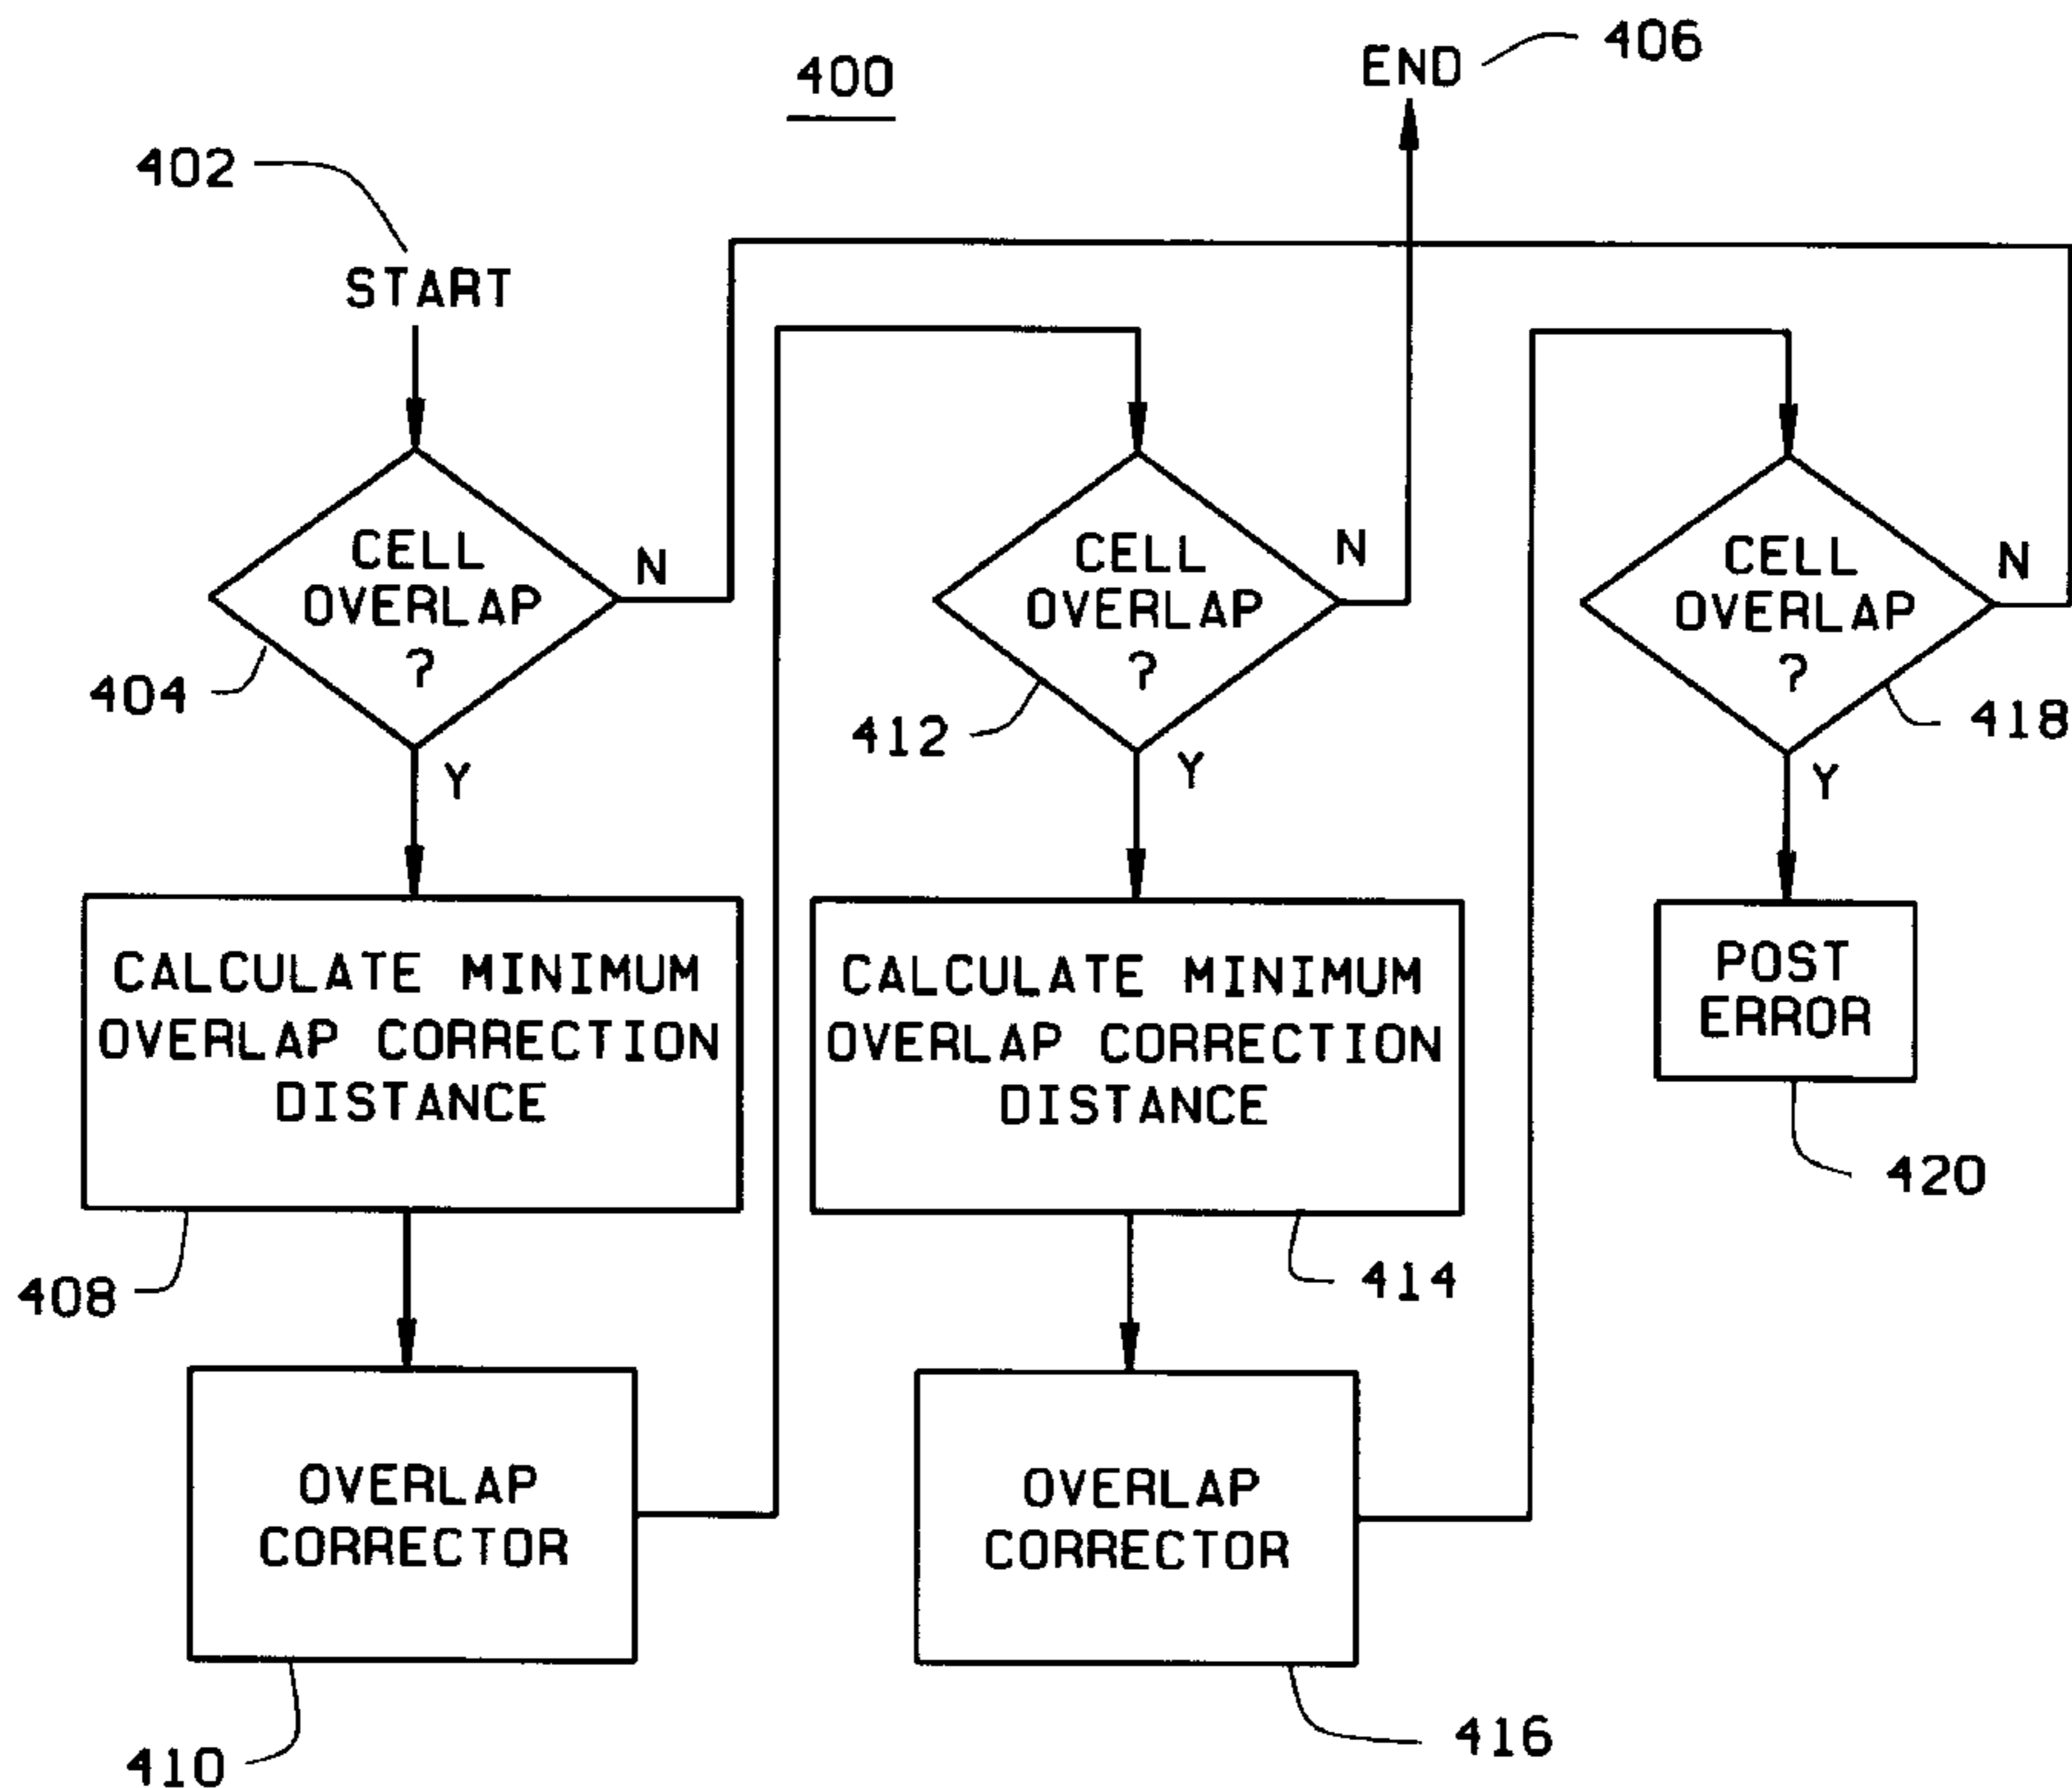 400
END
406
402
START
CELL
OVERLAP
?
N
404
Y
CELL
OVERLAP
?
N
412
Y
CELL
OVERLAP
?
N
418
Y
CALCULATE MINIMUM
OVERLAP CORRECTION
DISTANCE
408
CALCULATE MINIMUM
OVERLAP CORRECTION
DISTANCE
414
POST
ERROR
420
OVERLAP
CORRECTOR
410
OVERLAP
CORRECTOR
416